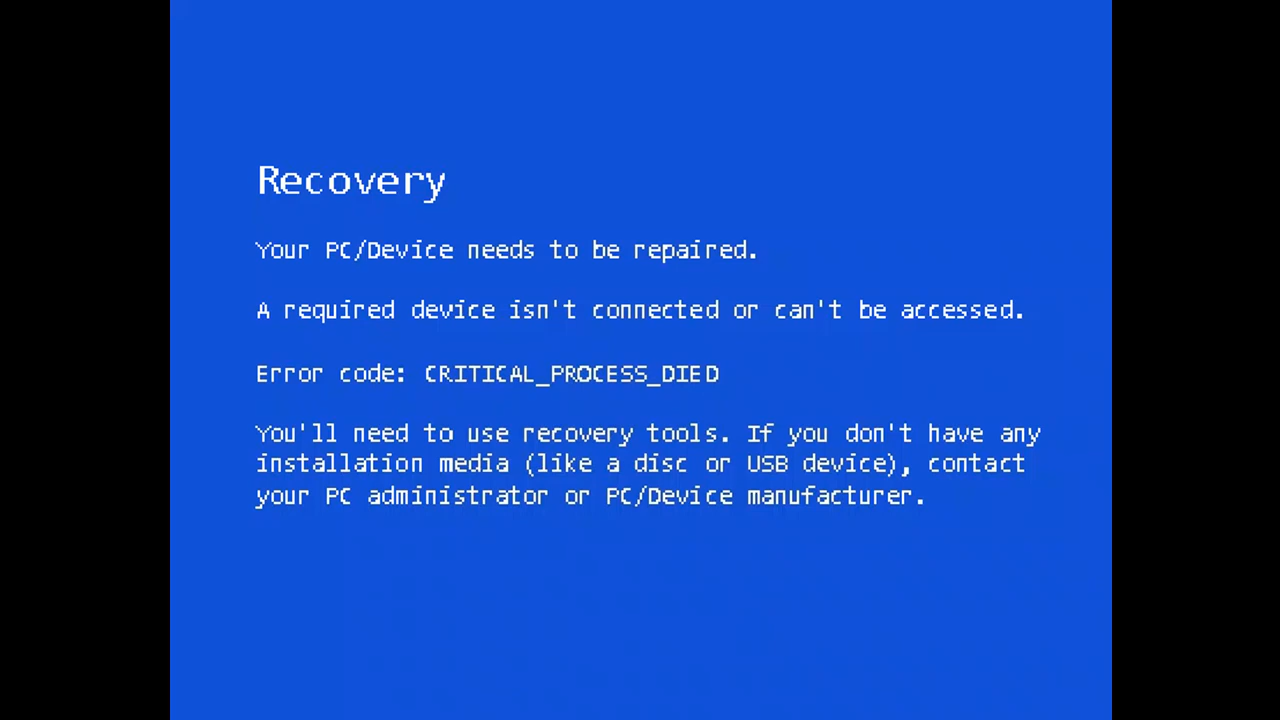 Recovery
Your PC/Device needs to be repaired.
A required device isn't connected or can't be accessed.
Error code: CRITICAL_PROCESS_DIED
You'll need to use recovery tools. If you don't have any
installation media (like a disc or USB device), contact
your PC administrator or PC/Device manufacturer.